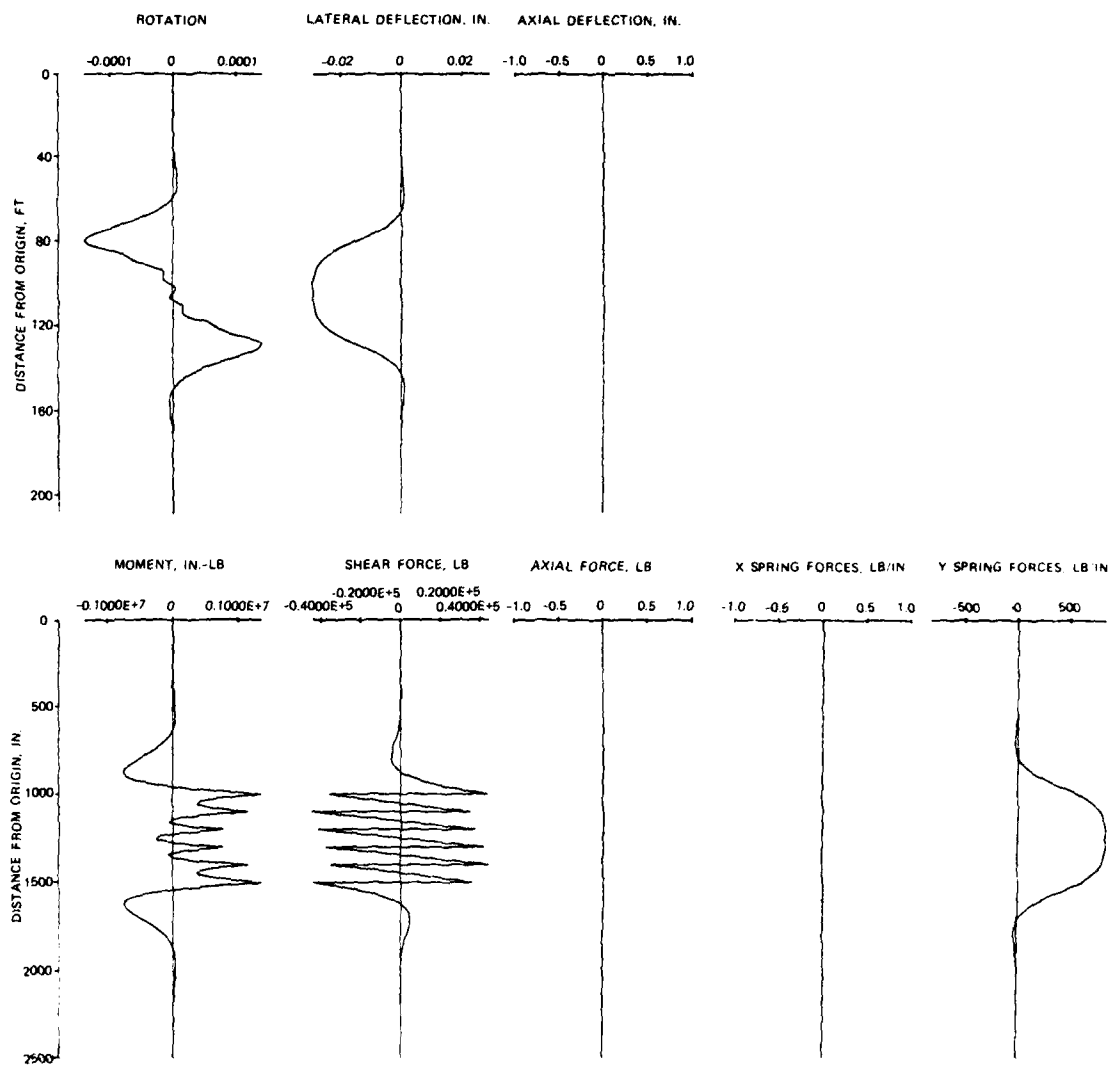 ROTATION
LATERAL DEFLECTION, IN.
AXIAL DEFLECTION, IN.
-0.0001 0 0.0001
-0.02 0 0.02
-1.0 -0.5 0 0.5 1.0
DISTANCE FROM ORIGIN, FT
0
40
80
120
160
200
MOMENT, IN.-LB
SHEAR FORCE, LB
AXIAL FORCE, LB
X SPRING FORCES, LB/IN
Y SPRING FORCES, LB/IN
-0.1000E+7 0 0.1000E+7
-0.2000E+5 0.2000E+5
-0.4000E+5 0 0.4000E+5
-1.0 -0.5 0 0.5 1.0
-1.0 -0.5 0 0.5 1.0
-500 0 500
DISTANCE FROM ORIGIN, IN.
0
500
1000
1500
2000
2500